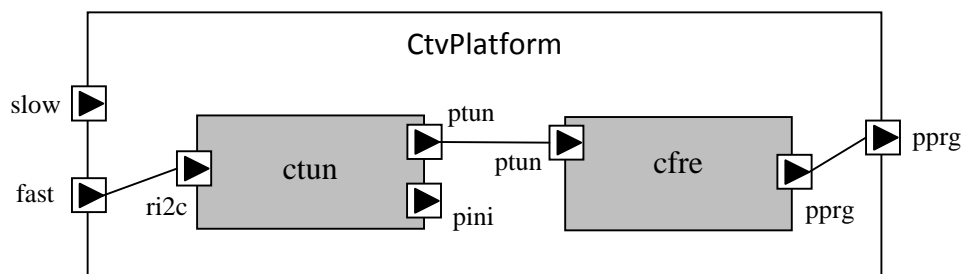 CtvPlatform
slow
ptun
pprg
ptun
ctun
cfre
fast
ri2c
pini
pprg